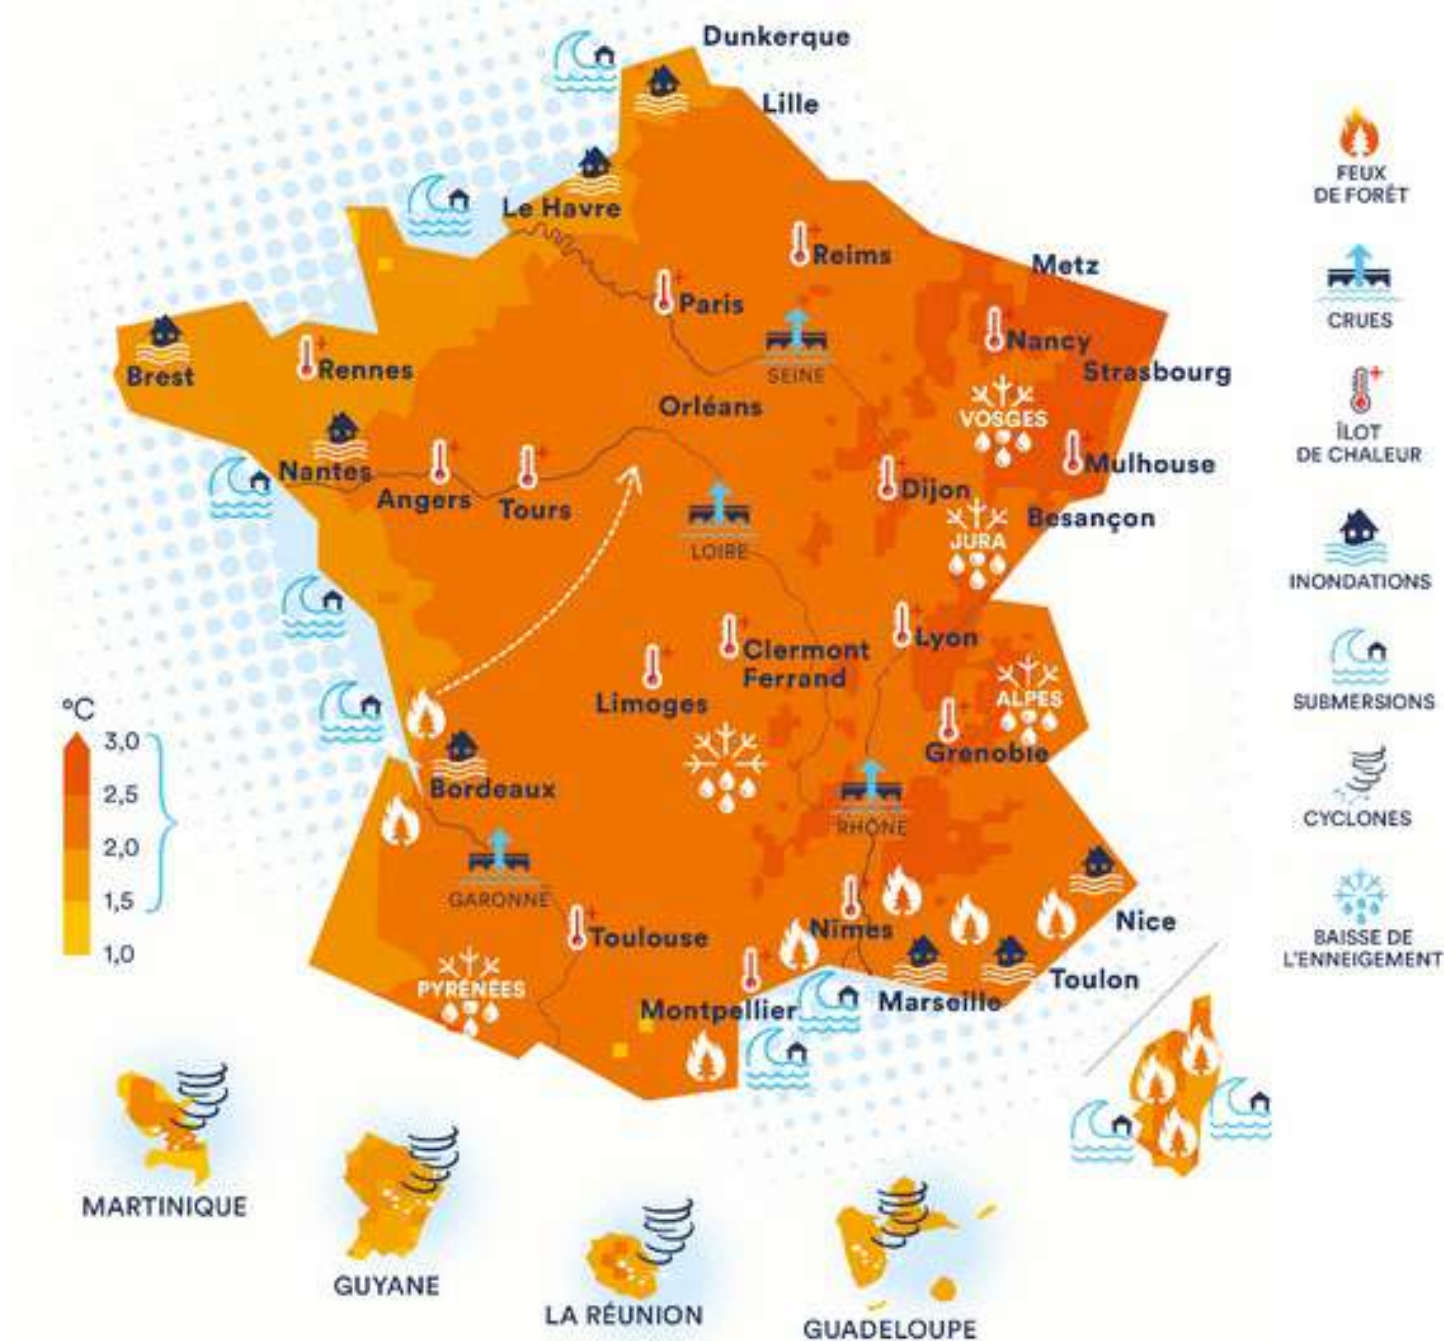 Dunkerque
Lille
Le Havre
Reims
Metz
Paris
Nancy
Brest
Rennes
SEINE
Strasbourg
Orléans
VOSGES
Nantes
Mulhouse
Angers
Tours
Dijon
Besançon
LOIRE
JURA
Lyon
Clermont
Ferrand
Limoges
ALPES
Grenoble
Bordeaux
RHÔNE
GARONNE
Nice
Nîmes
Toulouse
Toulon
PYRÉNÉES
Marseille
Montpellier
°C
3,0
2,5
2,0
1,5
1,0
FEUX
DE FORÊT
CRUES
ÎLOT
DE CHALEUR
INONDATIONS
SUBMERSIONS
CYCLONES
BAISSE DE
L'ENNEIGEMENT
MARTINIQUE
GUYANE
LA RÉUNION
GUADELOUPE